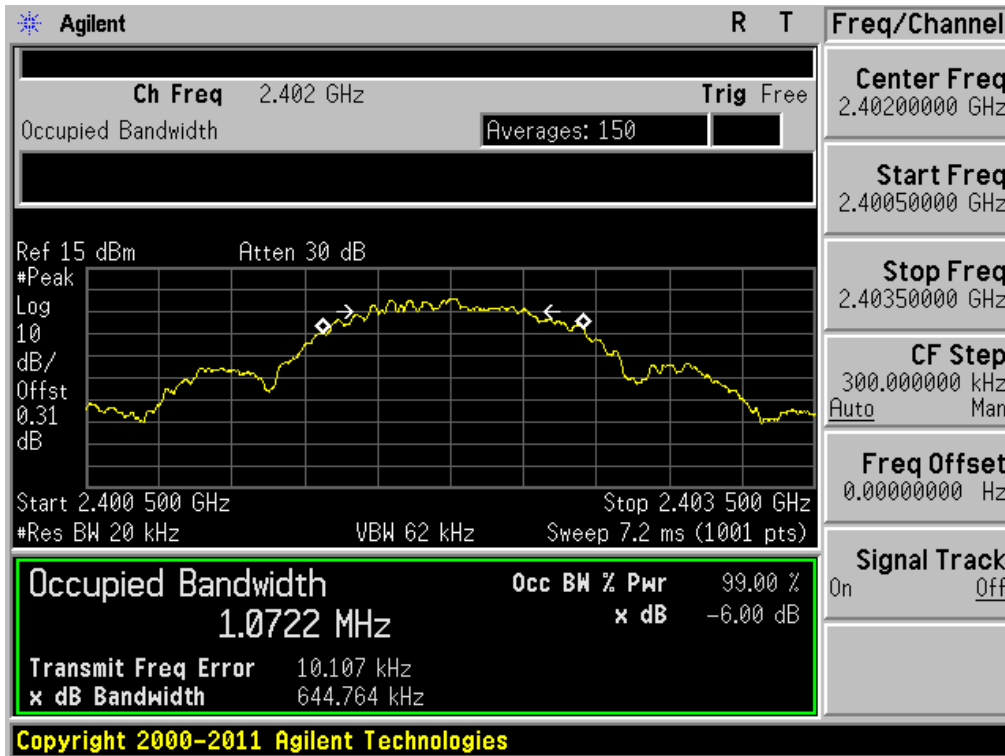 Agilent R T
Ch Freq 2.402 GHz Trig Free
Occupied Bandwidth Averages: 150
Ref 15 dBm Atten 30 dB
#Peak
Log
10
dB/
Offst
0.31
dB
Start 2.400 500 GHz Stop 2.403 500 GHz
#Res BW 20 kHz VBW 62 kHz Sweep 7.2 ms (1001 pts)
Occupied Bandwidth
1.0722 MHz
Occ BW % Pwr 99.00 %
x dB -6.00 dB
Transmit Freq Error 10.107 kHz
x dB Bandwidth 644.764 kHz
Copyright 2000-2011 Agilent Technologies
Freq/Channel
Center Freq
2.40200000 GHz
Start Freq
2.40050000 GHz
Stop Freq
2.40350000 GHz
CF Step
300.000000 kHz
Auto Man
Freq Offset
0.00000000 Hz
Signal Track
On Off